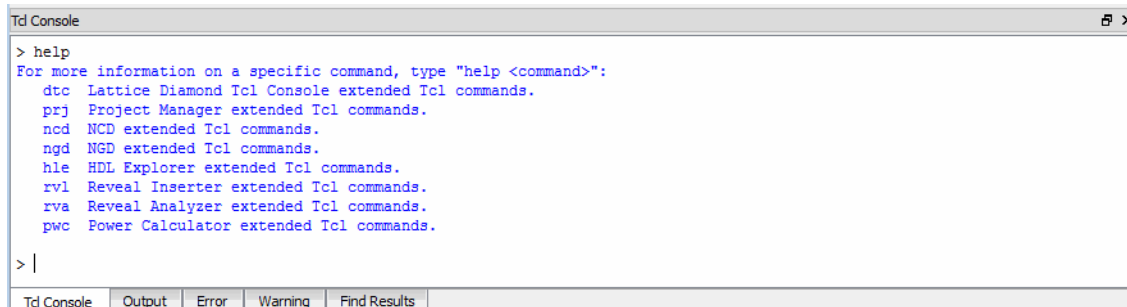 Tcl Console
> help
For more information on a specific command, type "help <command>":
dtc Lattice Diamond Tcl Console extended Tcl commands.
prj Project Manager extended Tcl commands.
ncd NCD extended Tcl commands.
ngd NGD extended Tcl commands.
hle HDL Explorer extended Tcl commands.
rvl Reveal Inserter extended Tcl commands.
rva Reveal Analyzer extended Tcl commands.
pwc Power Calculator extended Tcl commands.
>
Tcl Console Output Error Warning Find Results